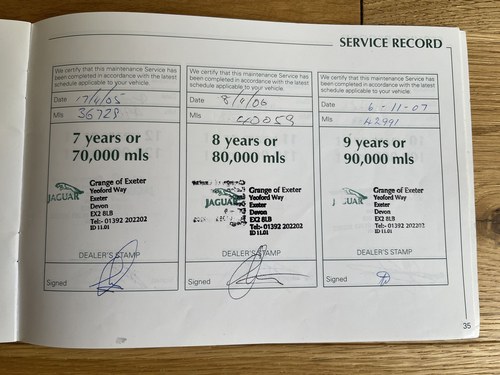 SERVICE RECORD
We certify that this maintenance Service has
been completed in accordance with the latest
schedule applicable to your vehicle.
Date 17/4/05
Mls 36728
7 years or
70,000 mls
JAGUAR
Grange of Exeter
Yeoford Way
Exeter
Devon
EX2 8LB
Tel:- 01392 202202
ID 11.01
DEALER'S STAMP
Signed
We certify that this maintenance Service has
been completed in accordance with the latest
schedule applicable to your vehicle.
Date 8/4/06
Mls 40059
8 years or
80,000 mls
JAGUAR
Grange of Exeter
Yeoford Way
Exeter
Devon
EX2 8LB
Tel:- 01392 202202
ID 11.01
DEALER'S STAMP
Signed
We certify that this maintenance Service has
been completed in accordance with the latest
schedule applicable to your vehicle.
Date 6-11-07
Mls 42991
9 years or
90,000 mls
JAGUAR
Grange of Exeter
Yeoford Way
Exeter
Devon
EX2 8LB
Tel:- 01392 202202
ID 11.01
DEALER'S STAMP
Signed
35